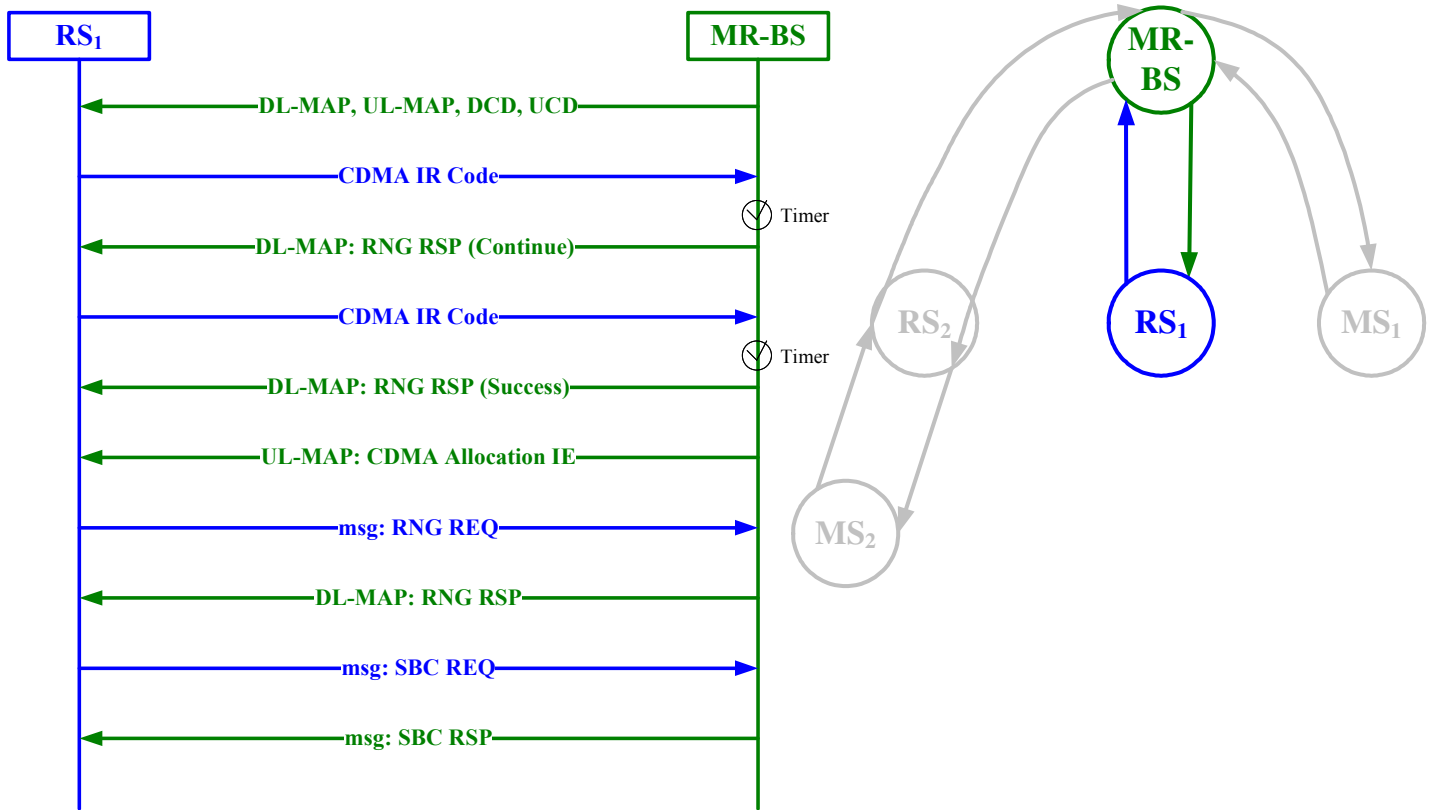 RS₁
MR-BS
DL-MAP, UL-MAP, DCD, UCD
CDMA IR Code
Timer
DL-MAP: RNG RSP (Continue)
CDMA IR Code
Timer
DL-MAP: RNG RSP (Success)
UL-MAP: CDMA Allocation IE
msg: RNG REQ
DL-MAP: RNG RSP
msg: SBC REQ
msg: SBC RSP
MR-
BS
RS₂
RS₁
MS₁
MS₂